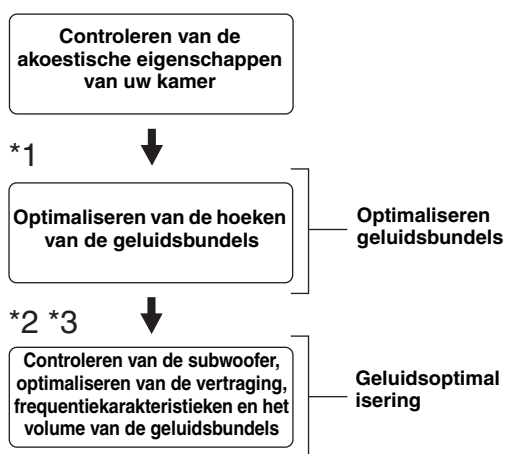 Controleren van de
akoestische eigenschappen
van uw kamer
*1
Optimaliseren van de hoeken
van de geluidsbundels
Optimaliseren
geluidsbundels
*2 *3
Controleren van de subwoofer,
optimaliseren van de vertraging,
frequentiekarakteristieken en het
volume van de geluidsbundels
Geluidsoptimal
isering